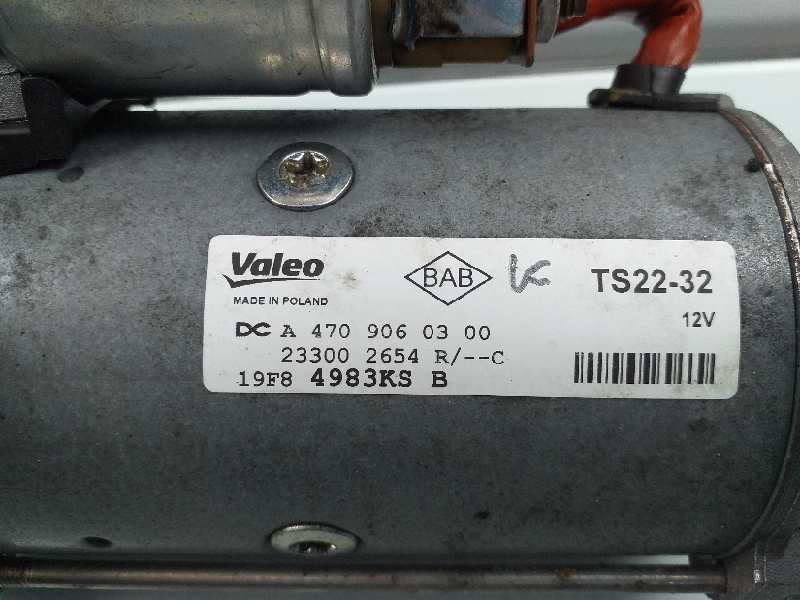 Valeo BAB TS22-32
MADE IN POLAND 12V
DC A 470 906 03 00
23300 2654 R/--C
19F8 4983KS B